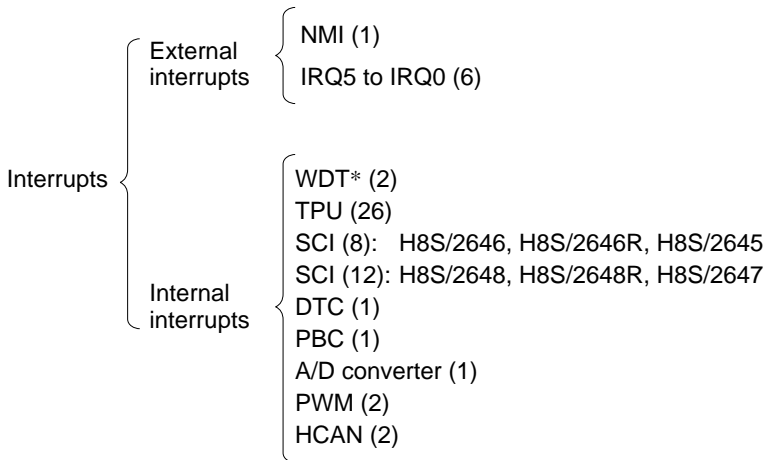 Interrupts
External
interrupts
NMI (1)
IRQ5 to IRQ0 (6)
Internal
interrupts
WDT* (2)
TPU (26)
SCI (8): H8S/2646, H8S/2646R, H8S/2645
SCI (12): H8S/2648, H8S/2648R, H8S/2647
DTC (1)
PBC (1)
A/D converter (1)
PWM (2)
HCAN (2)